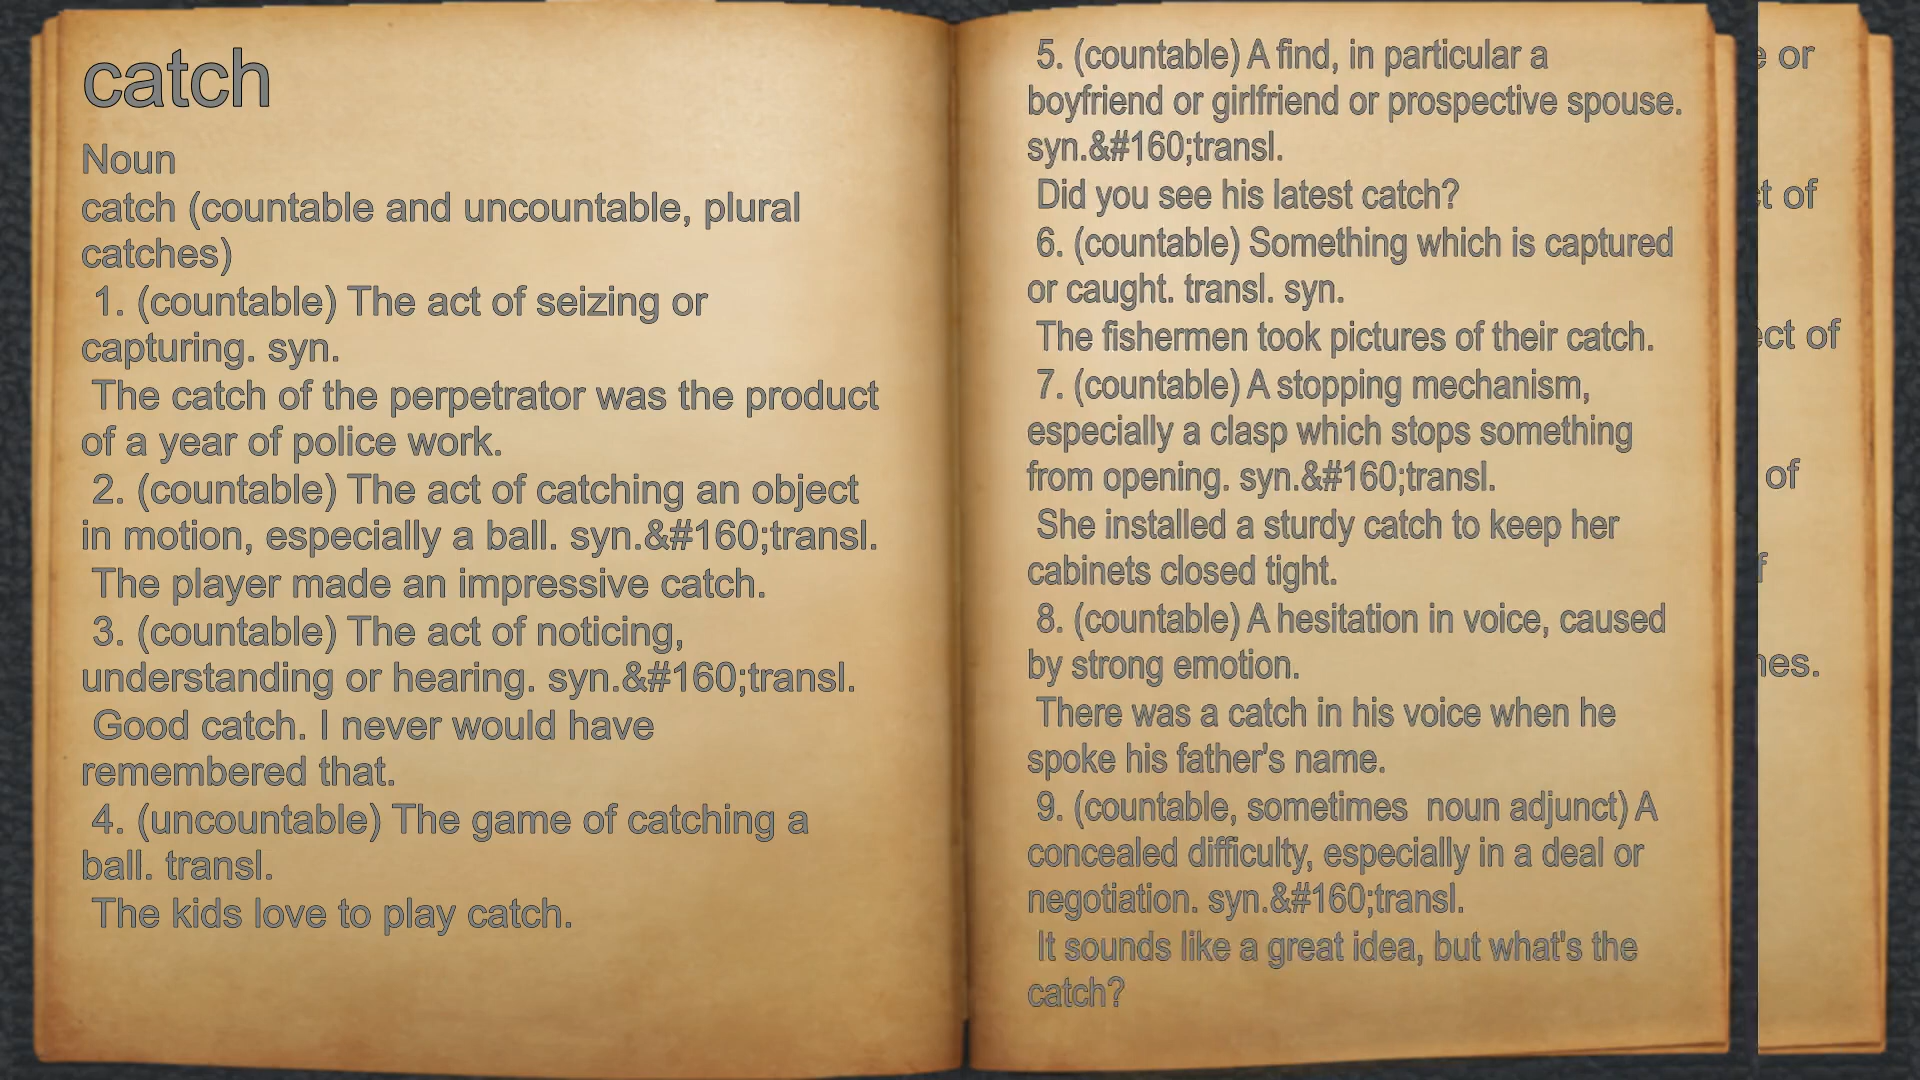 catch
Noun
catch (countable and uncountable, plural
catches)
1. (countable) The act of seizing or
capturing. syn.
The catch of the perpetrator was the product
of a year of police work.
2. (countable) The act of catching an object
in motion, especially a ball. syn.&#160;transl.
The player made an impressive catch.
3. (countable) The act of noticing,
understanding or hearing. syn.&#160;transl.
Good catch. I never would have
remembered that.
4. (uncountable) The game of catching a
ball. transl.
The kids love to play catch.
5. (countable) A find, in particular a
boyfriend or girlfriend or prospective spouse.
syn.&#160;transl.
Did you see his latest catch?
6. (countable) Something which is captured
or caught. transl. syn.
The fishermen took pictures of their catch.
7. (countable) A stopping mechanism,
especially a clasp which stops something
from opening. syn.&#160;transl.
She installed a sturdy catch to keep her
cabinets closed tight.
8. (countable) A hesitation in voice, caused
by strong emotion.
There was a catch in his voice when he
spoke his father's name.
9. (countable, sometimes  noun adjunct) A
concealed difficulty, especially in a deal or
negotiation. syn.&#160;transl.
It sounds like a great idea, but what's the
catch?
or
of
of
of